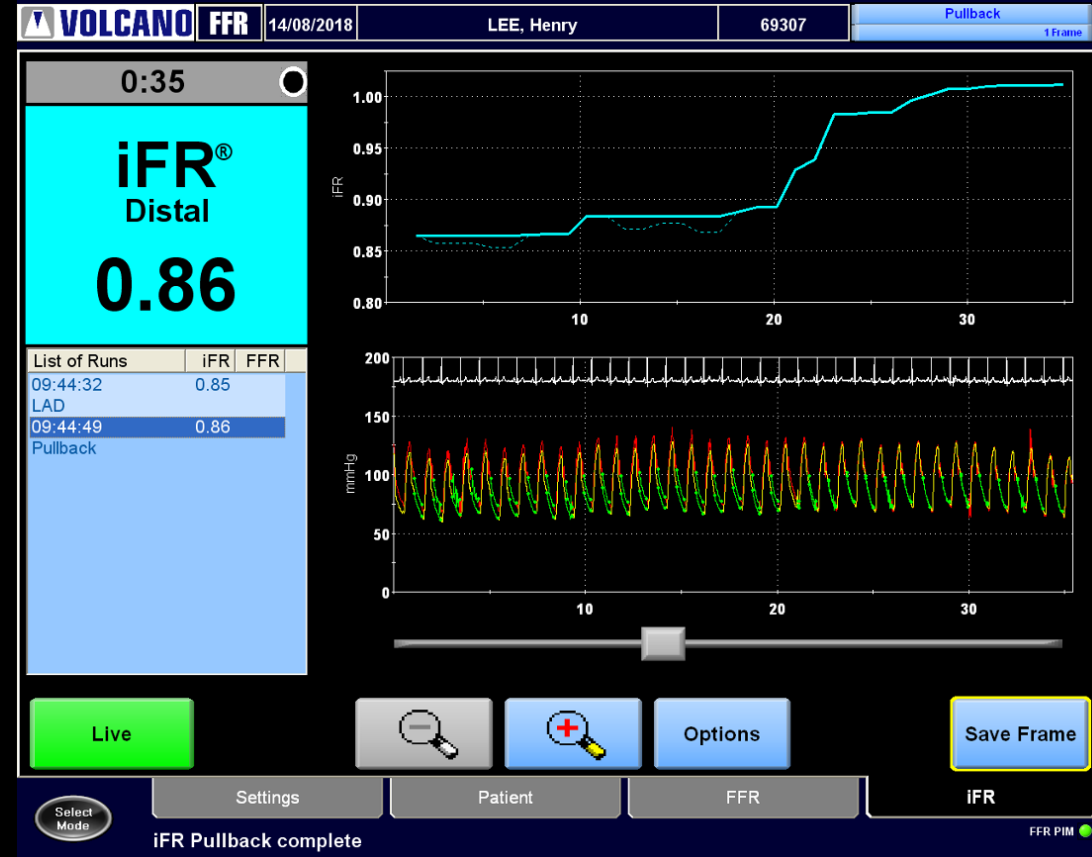 VOLCANO FFR 14/08/2018 LEE, Henry 69307 Pullback
1 Frame
0:35
iFR®
Distal
0.86
List of Runs iFR FFR
09:44:32 0.85
LAD
09:44:49 0.86
Pullback
iFR
1.00
0.95
0.90
0.85
0.80
10 20 30
mmHg
200
150
100
50
0
10 20 30
Live
Options
Save Frame
Select
Mode
Settings Patient FFR iFR
iFR Pullback complete
FFR PIM